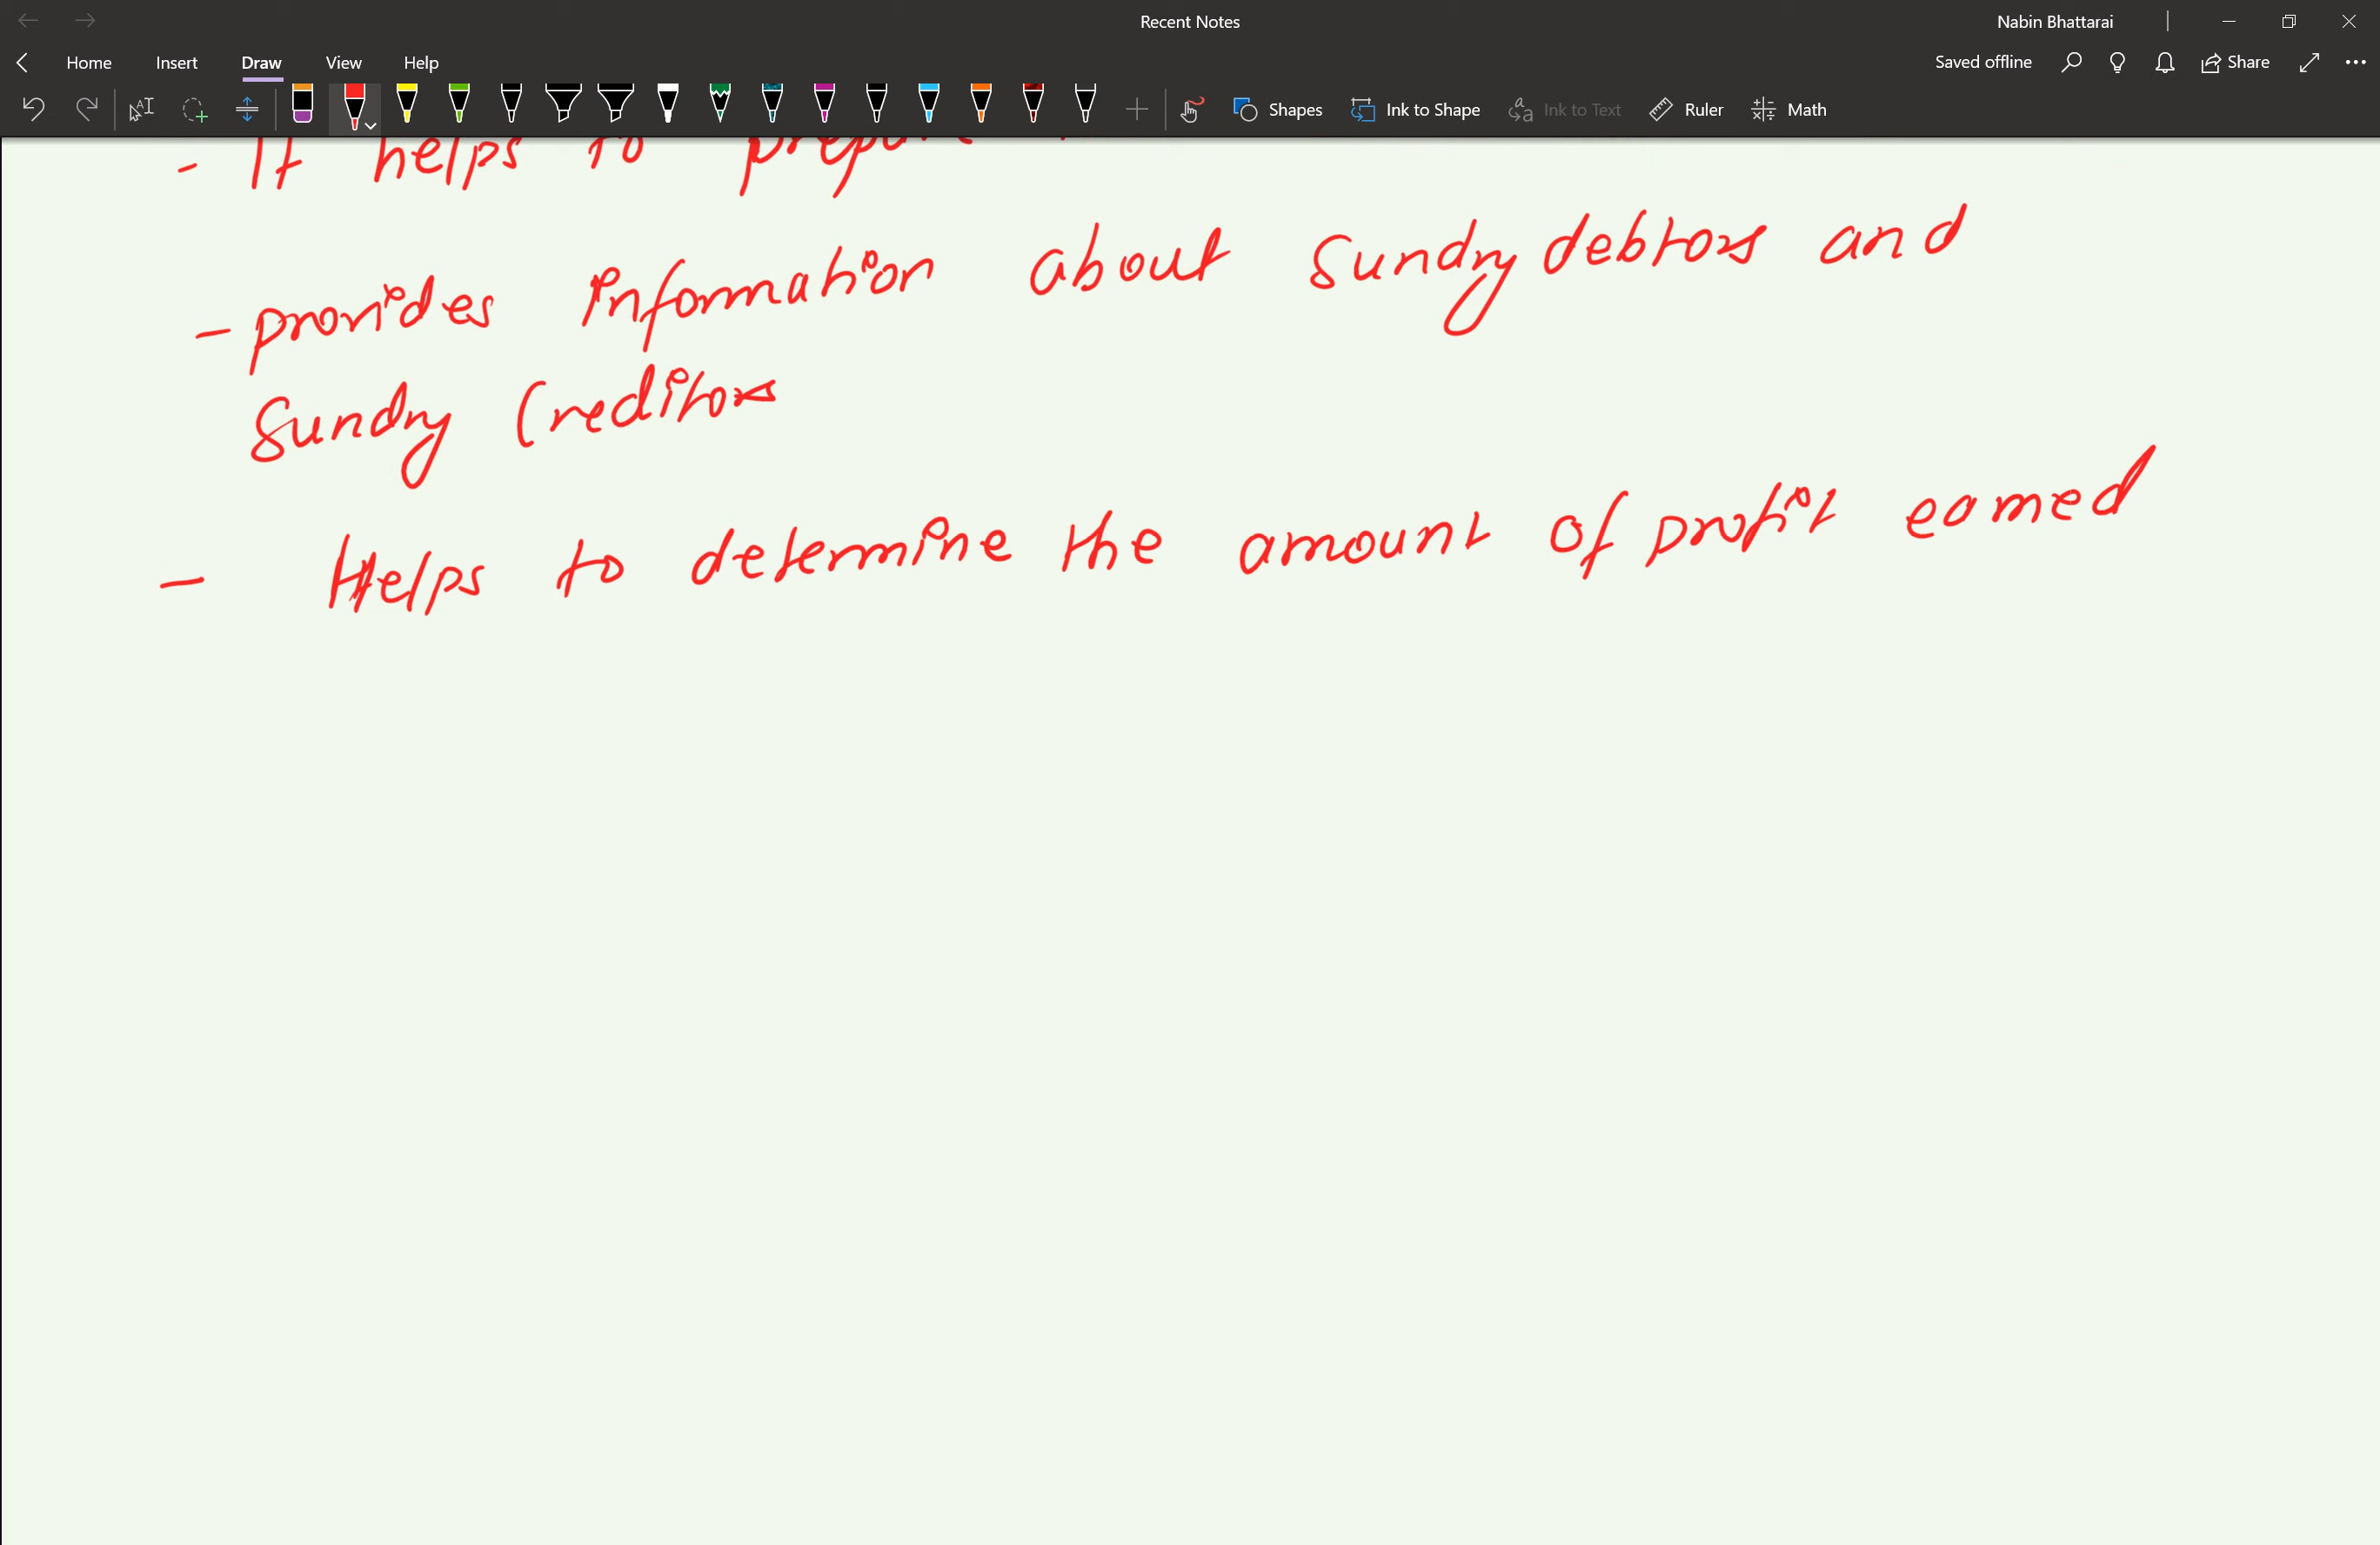 Recent Notes
Nabin Bhattarai
Home Insert Draw View Help
Saved offline
Share
Shapes Ink to Shape Ink to Text Ruler Math
- It helps to prepare
- provides information about sundry debtors and
sundry creditors
- Helps to determine the amount of profit earned